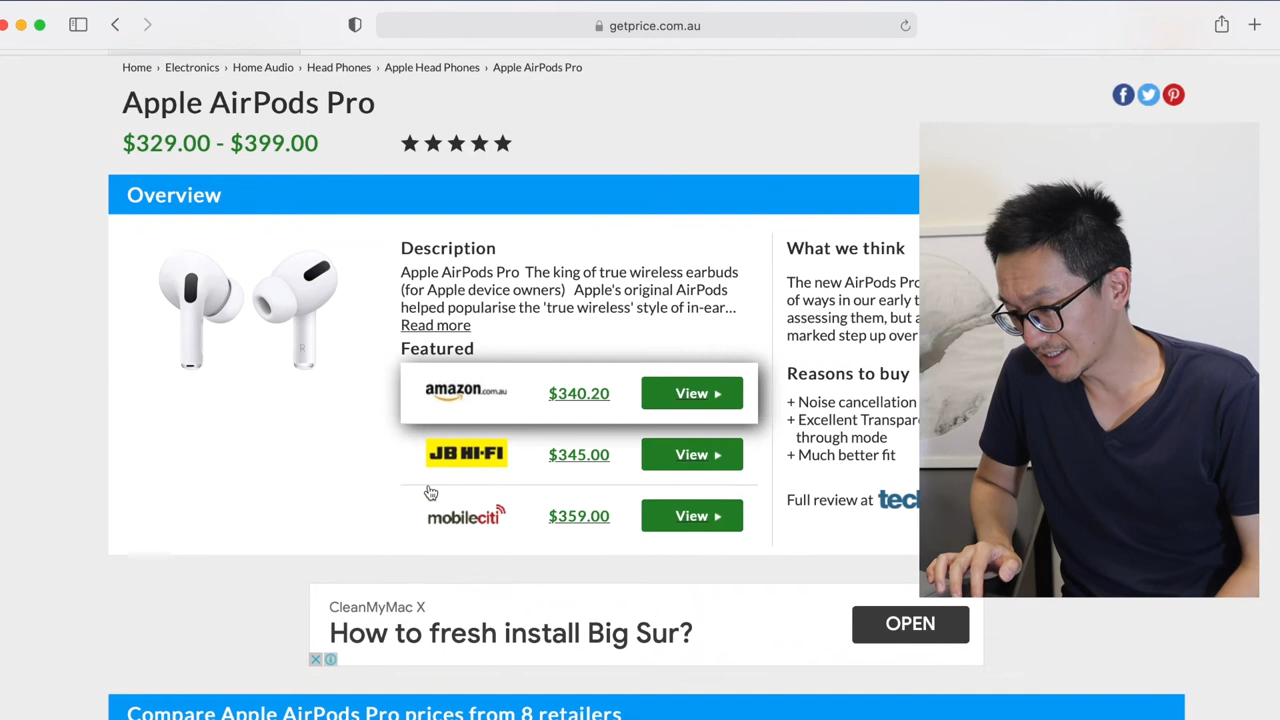 getprice.com.au
Home › Electronics › Home Audio › Head Phones › Apple Head Phones › Apple AirPods Pro
Apple AirPods Pro
$329.00 - $399.00
Overview
Description
Apple AirPods Pro The king of true wireless earbuds
(for Apple device owners) Apple's original AirPods
helped popularise the 'true wireless' style of in-ear...
Read more
Featured
amazon.com.au $340.20 View
JB HI-FI $345.00 View
mobileciti $359.00 View
R
What we think
The new AirPods Pro
of ways in our early t
assessing them, but a
marked step up over
Reasons to buy
+ Noise cancellation
+ Excellent Transpar
through mode
+ Much better fit
Full review at tec
CleanMyMac X
How to fresh install Big Sur?
OPEN
Compare Apple AirPods Pro prices from 8 retailers